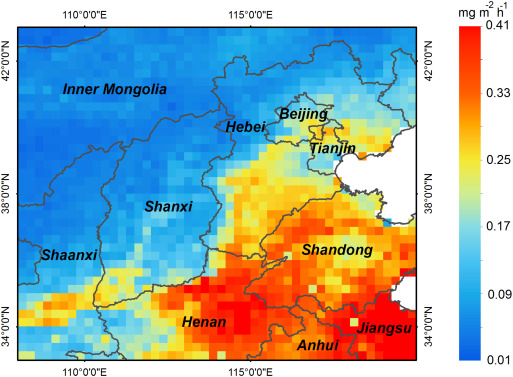 110°0'0"E 115°0'0"E
mg m⁻² h⁻¹
42°0'0"N
42°0'0"N
0.41
Inner Mongolia
0.33
Beijing
Hebei
Tianjin
0.25
38°0'0"N
38°0'0"N
Shanxi
0.17
Shaanxi
Shandong
0.09
34°0'0"N
Henan
Jiangsu
34°0'0"N
Anhui
0.01
110°0'0"E 115°0'0"E